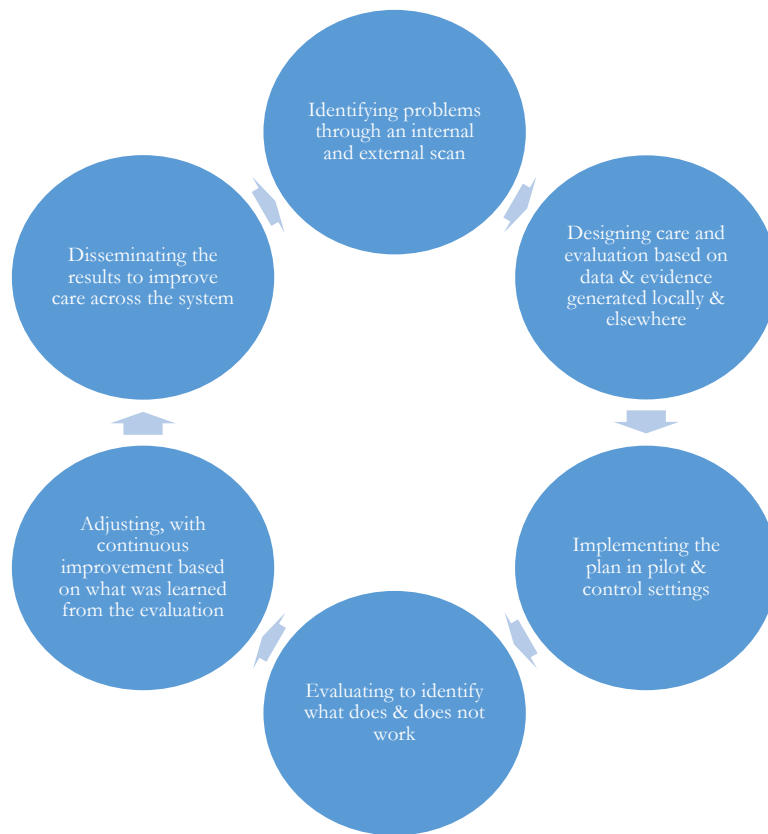 Identifying problems
through an internal
and external scan
Designing care and
evaluation based on
data & evidence
generated locally &
elsewhere
Implementing the
plan in pilot &
control settings
Evaluating to identify
what does & does not
work
Adjusting, with
continuous
improvement based
on what was learned
from the evaluation
Disseminating the
results to improve
care across the system